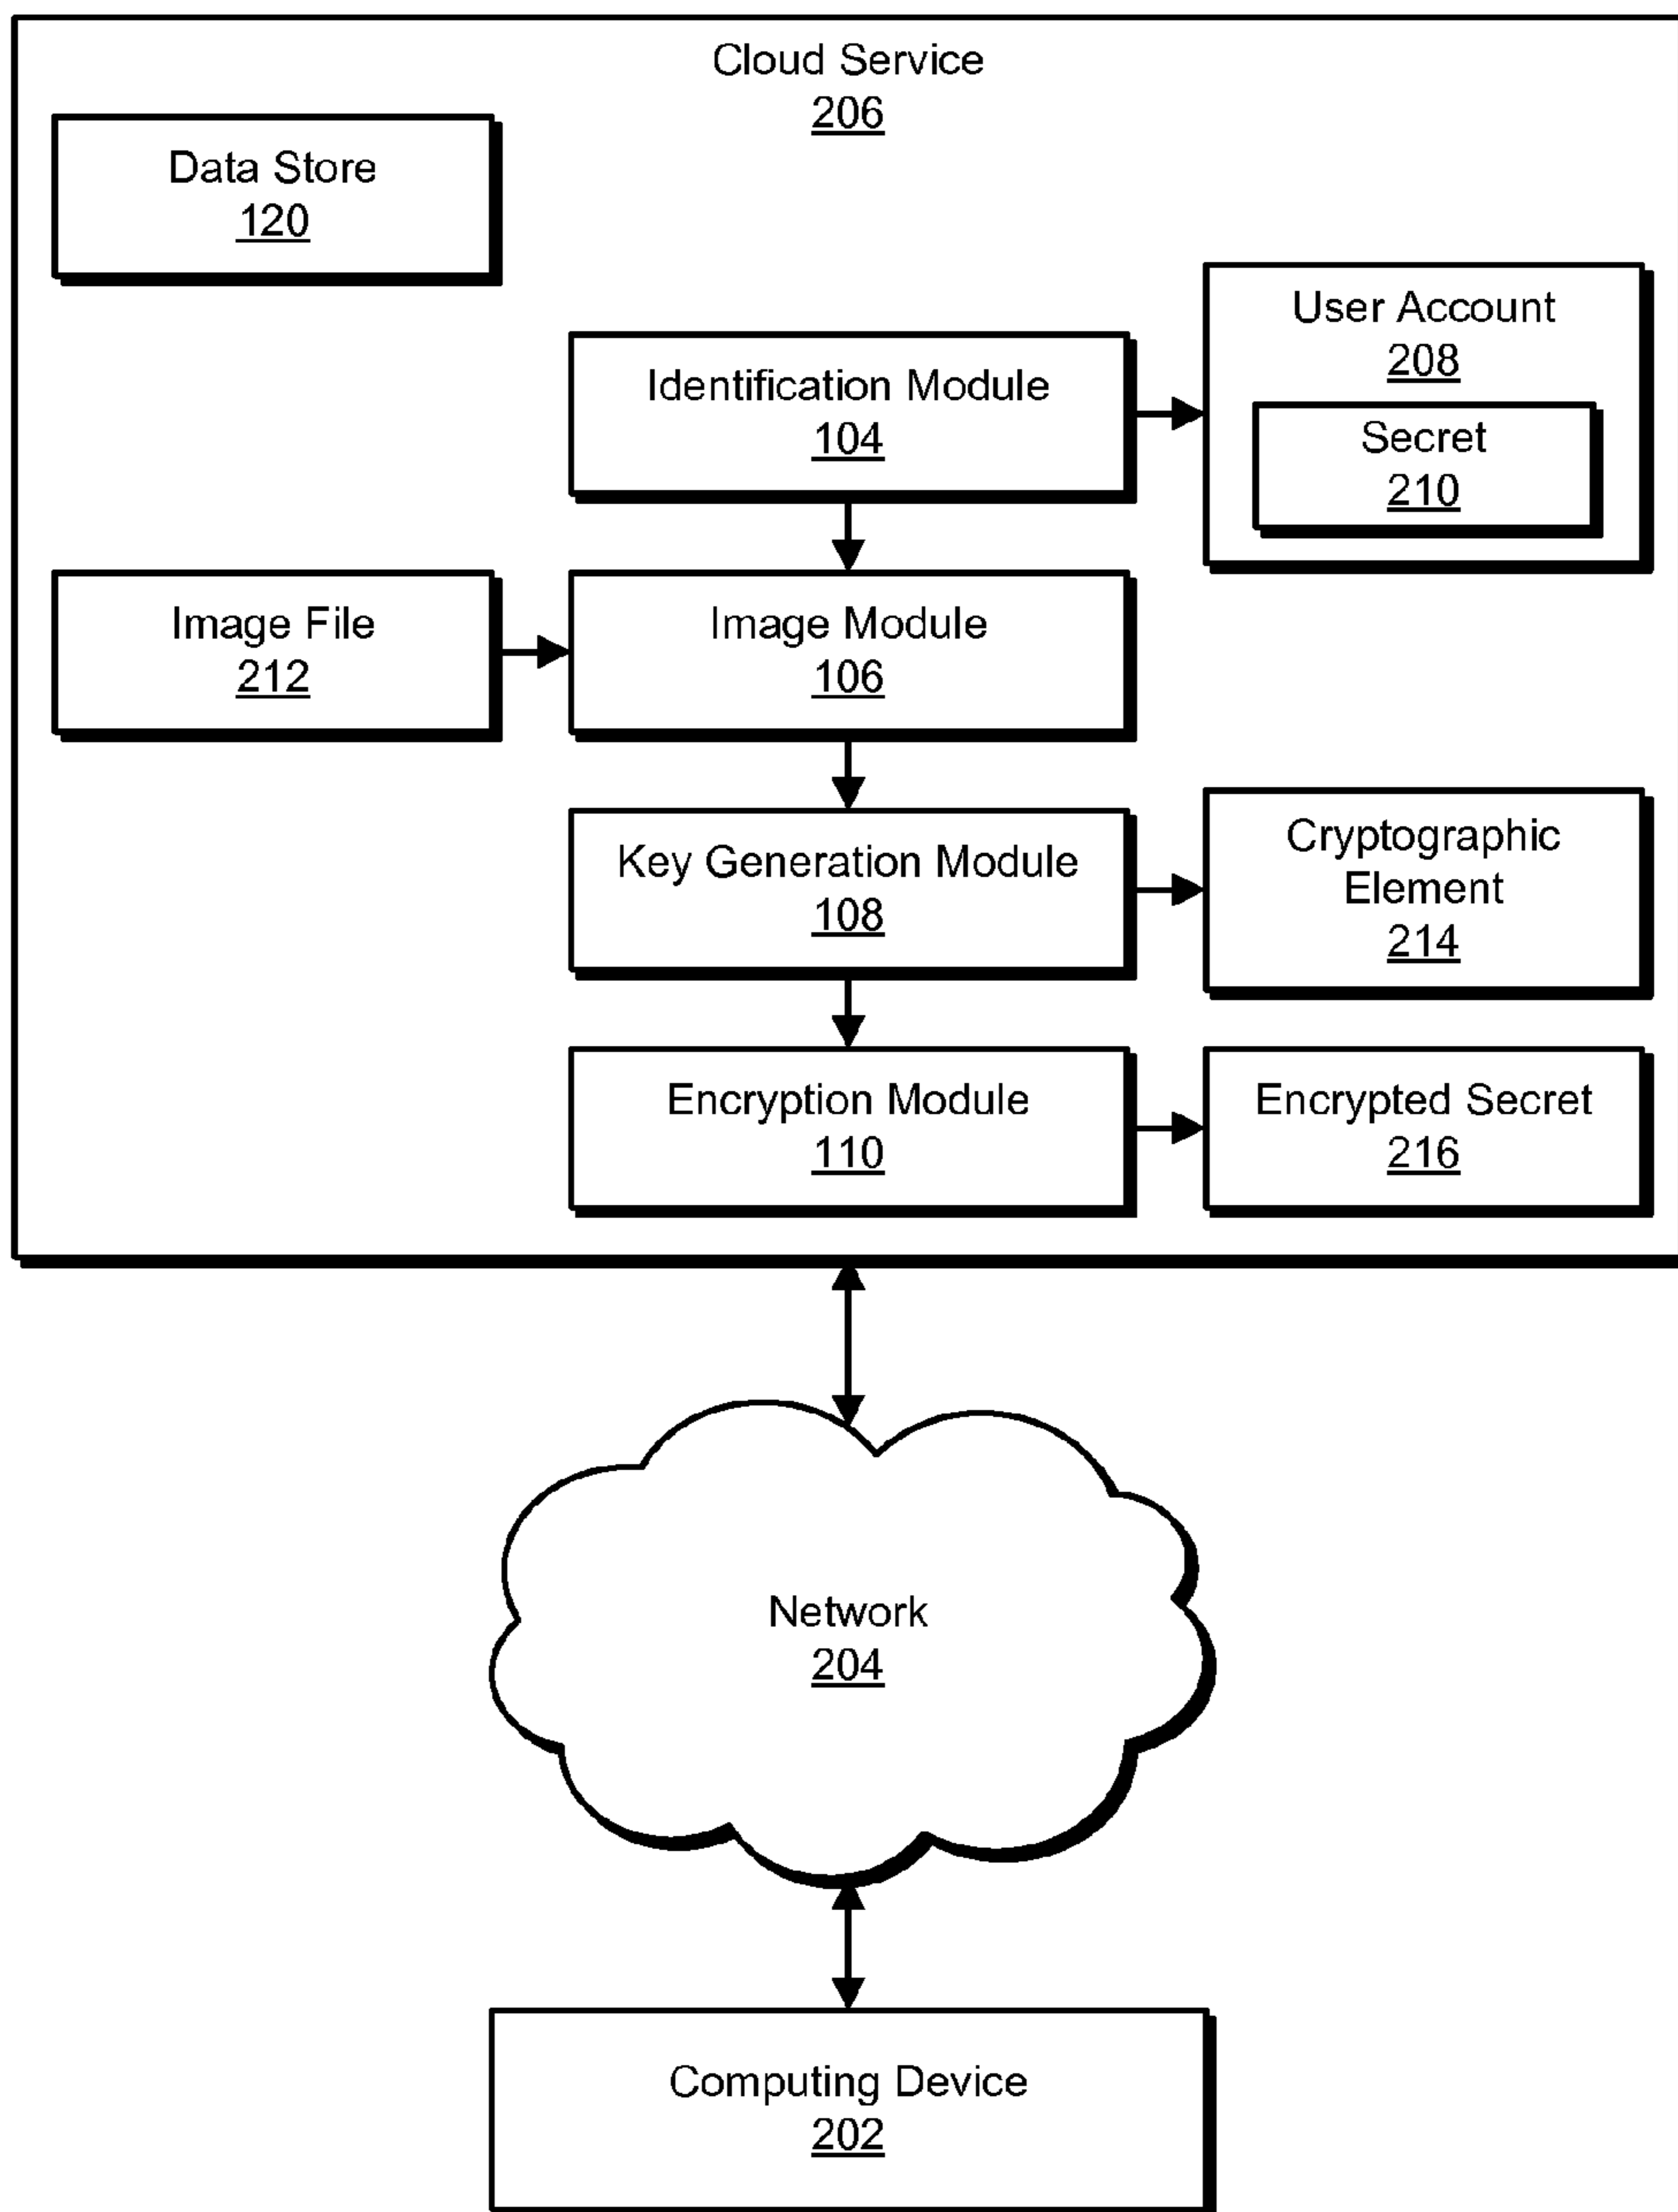 Cloud Service
206
Data Store
120
User Account
208
Secret
210
Identification Module
104
Image File
212
Image Module
106
Key Generation Module
108
Cryptographic
Element
214
Encryption Module
110
Encrypted Secret
216
Network
204
Computing Device
202